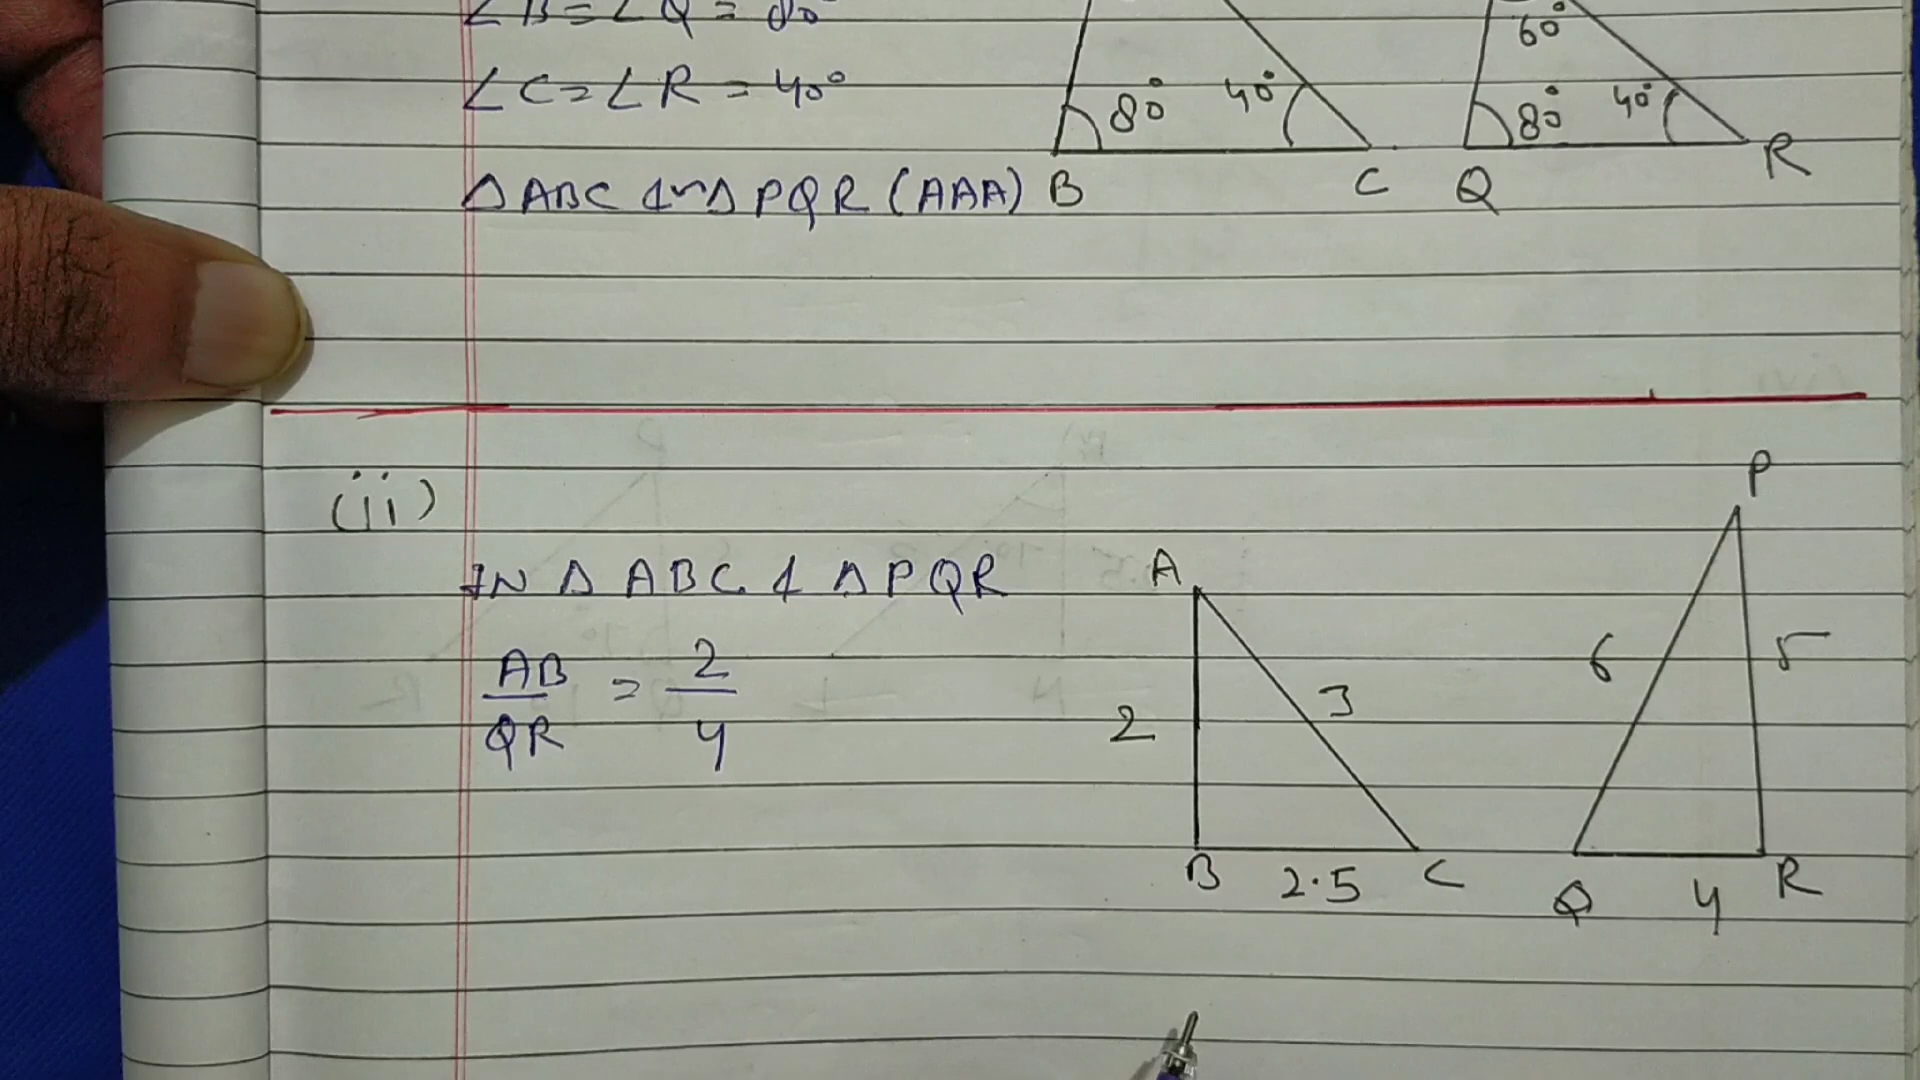 ∠B = ∠Q = 80°
∠C = ∠R = 40°
△ABC ~ △PQR (AAA)
80° 40°
B C
60°
80° 40°
Q R
(ii)
IN △ ABC & △PQR
AB/QR = 2/4
A
2 3
B 2.5 C
P
6 5
Q 4 R